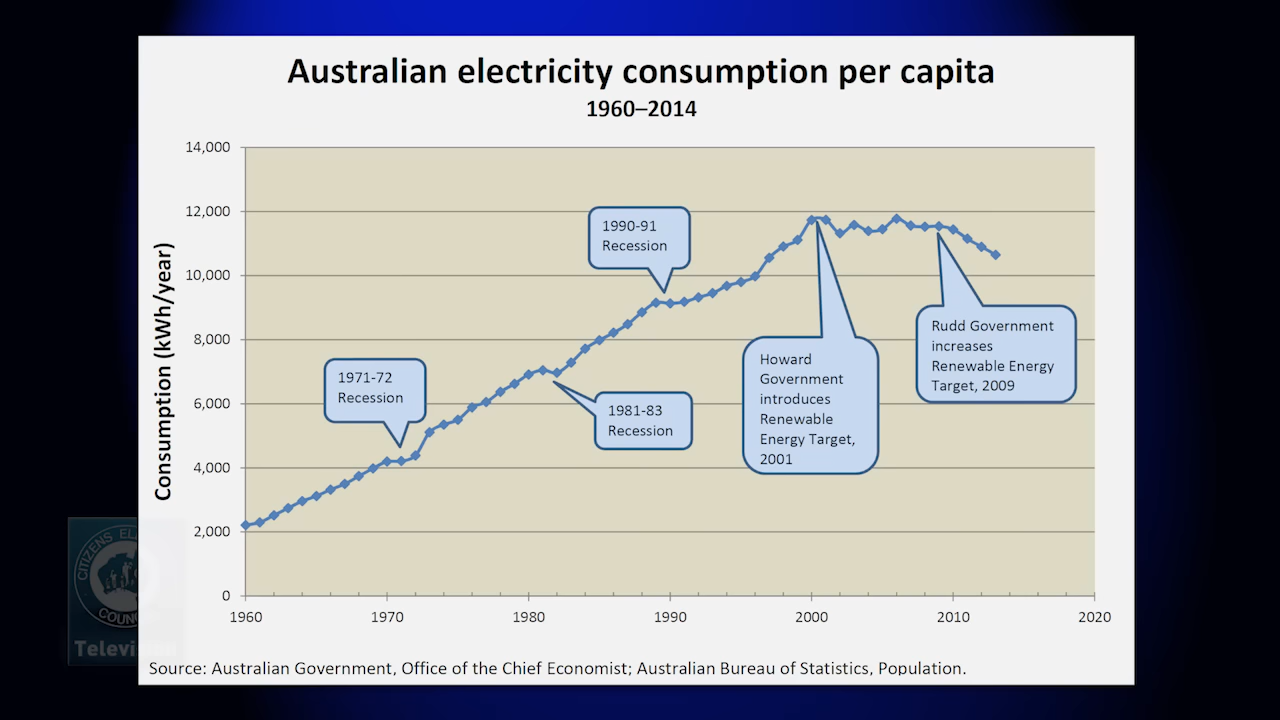 Australian electricity consumption per capita
1960–2014
Consumption (kWh/year)
14,000
12,000
10,000
8,000
6,000
4,000
2,000
0
1960
1970
1980
1990
2000
2010
2020
1971-72
Recession
1981-83
Recession
1990-91
Recession
Howard
Government
introduces
Renewable
Energy Target,
2001
Rudd Government
increases
Renewable Energy
Target, 2009
Source: Australian Government, Office of the Chief Economist; Australian Bureau of Statistics, Population.
CITIZENS